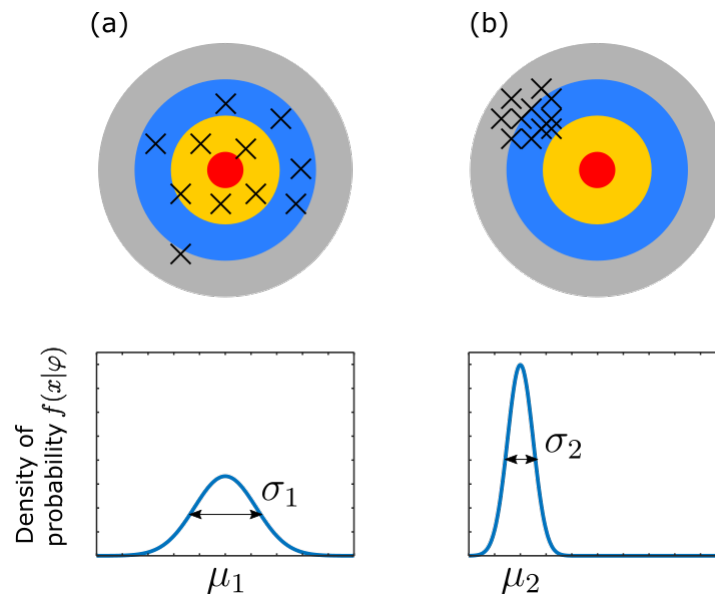 (a)
(b)
Density of
probability f(x|φ)
σ₁
σ₂
μ₁
μ₂